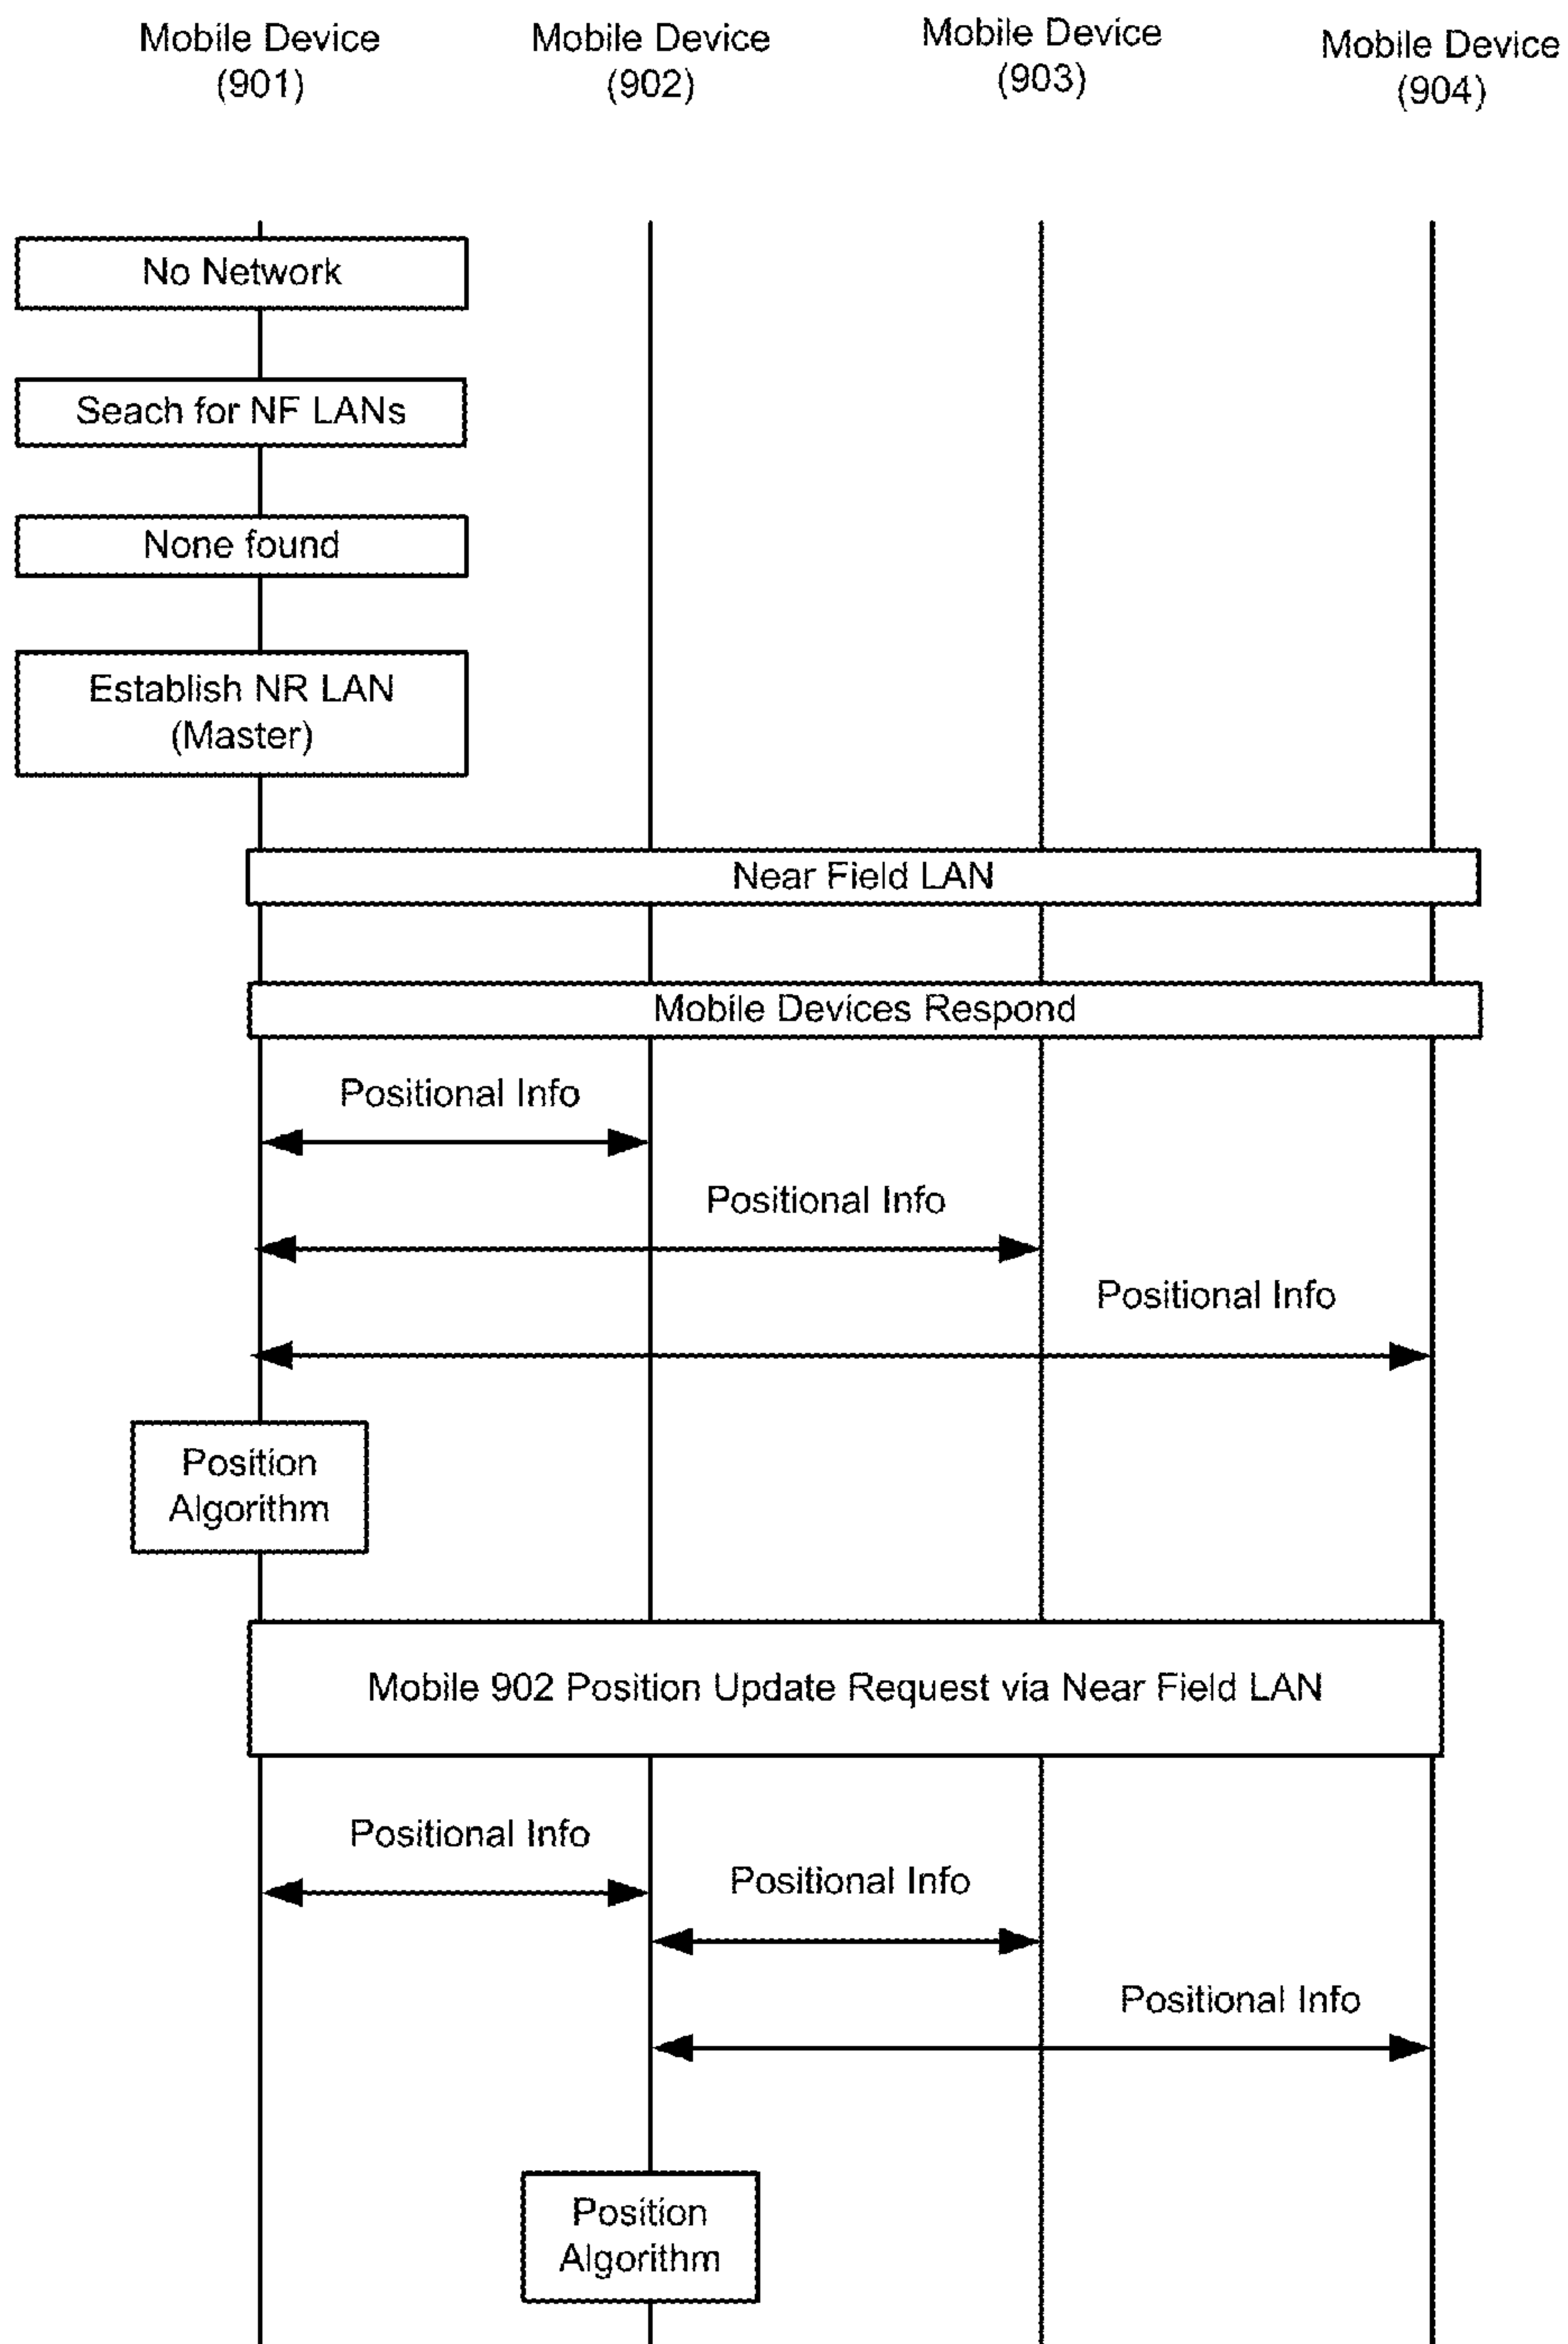 Mobile Device
(901)
Mobile Device
(902)
Mobile Device
(903)
Mobile Device
(904)
No Network
Seach for NF LANs
None found
Establish NR LAN
(Master)
Near Field LAN
Mobile Devices Respond
Positional Info
Positional Info
Positional Info
Position
Algorithm
Mobile 902 Position Update Request via Near Field LAN
Positional Info
Positional Info
Positional Info
Position
Algorithm